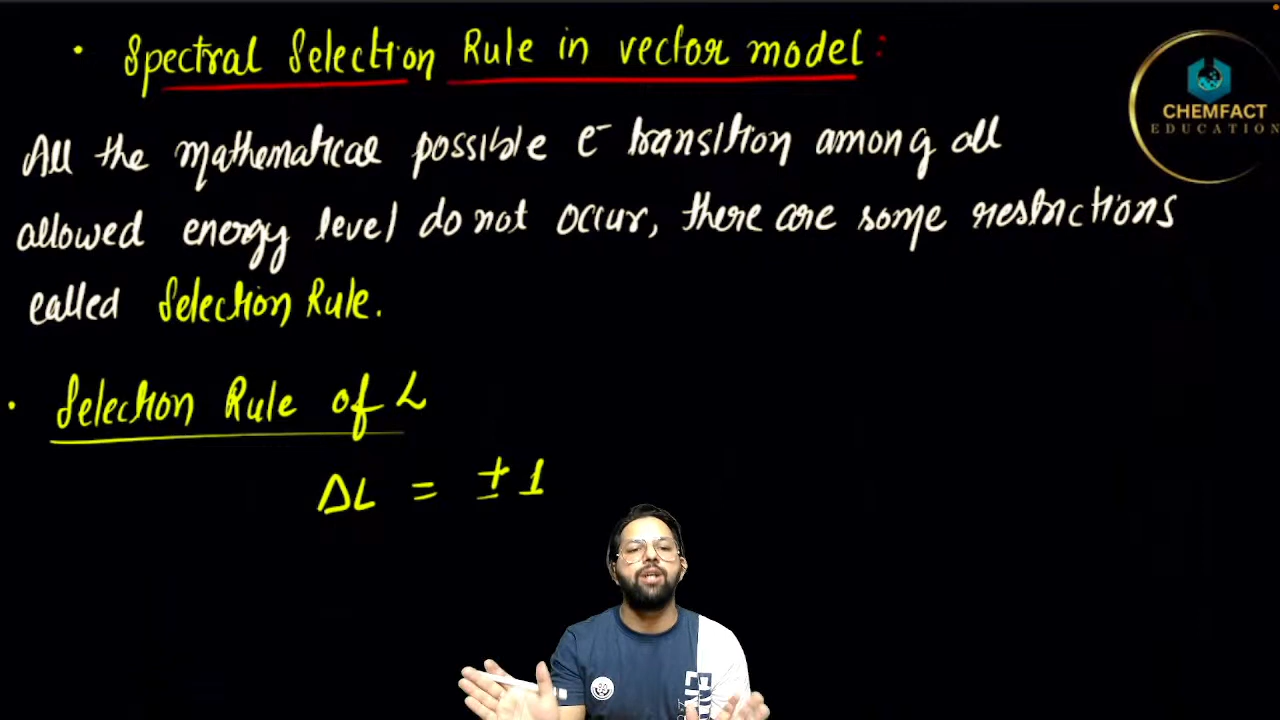 • Spectral Selection Rule in vector model :
CHEMFACT
EDUCATION
All the mathematical possible e⁻ transition among all
allowed energy level do not occur, there are some restrictions
called Selection Rule.
• Selection Rule of L
ΔL = ± 1